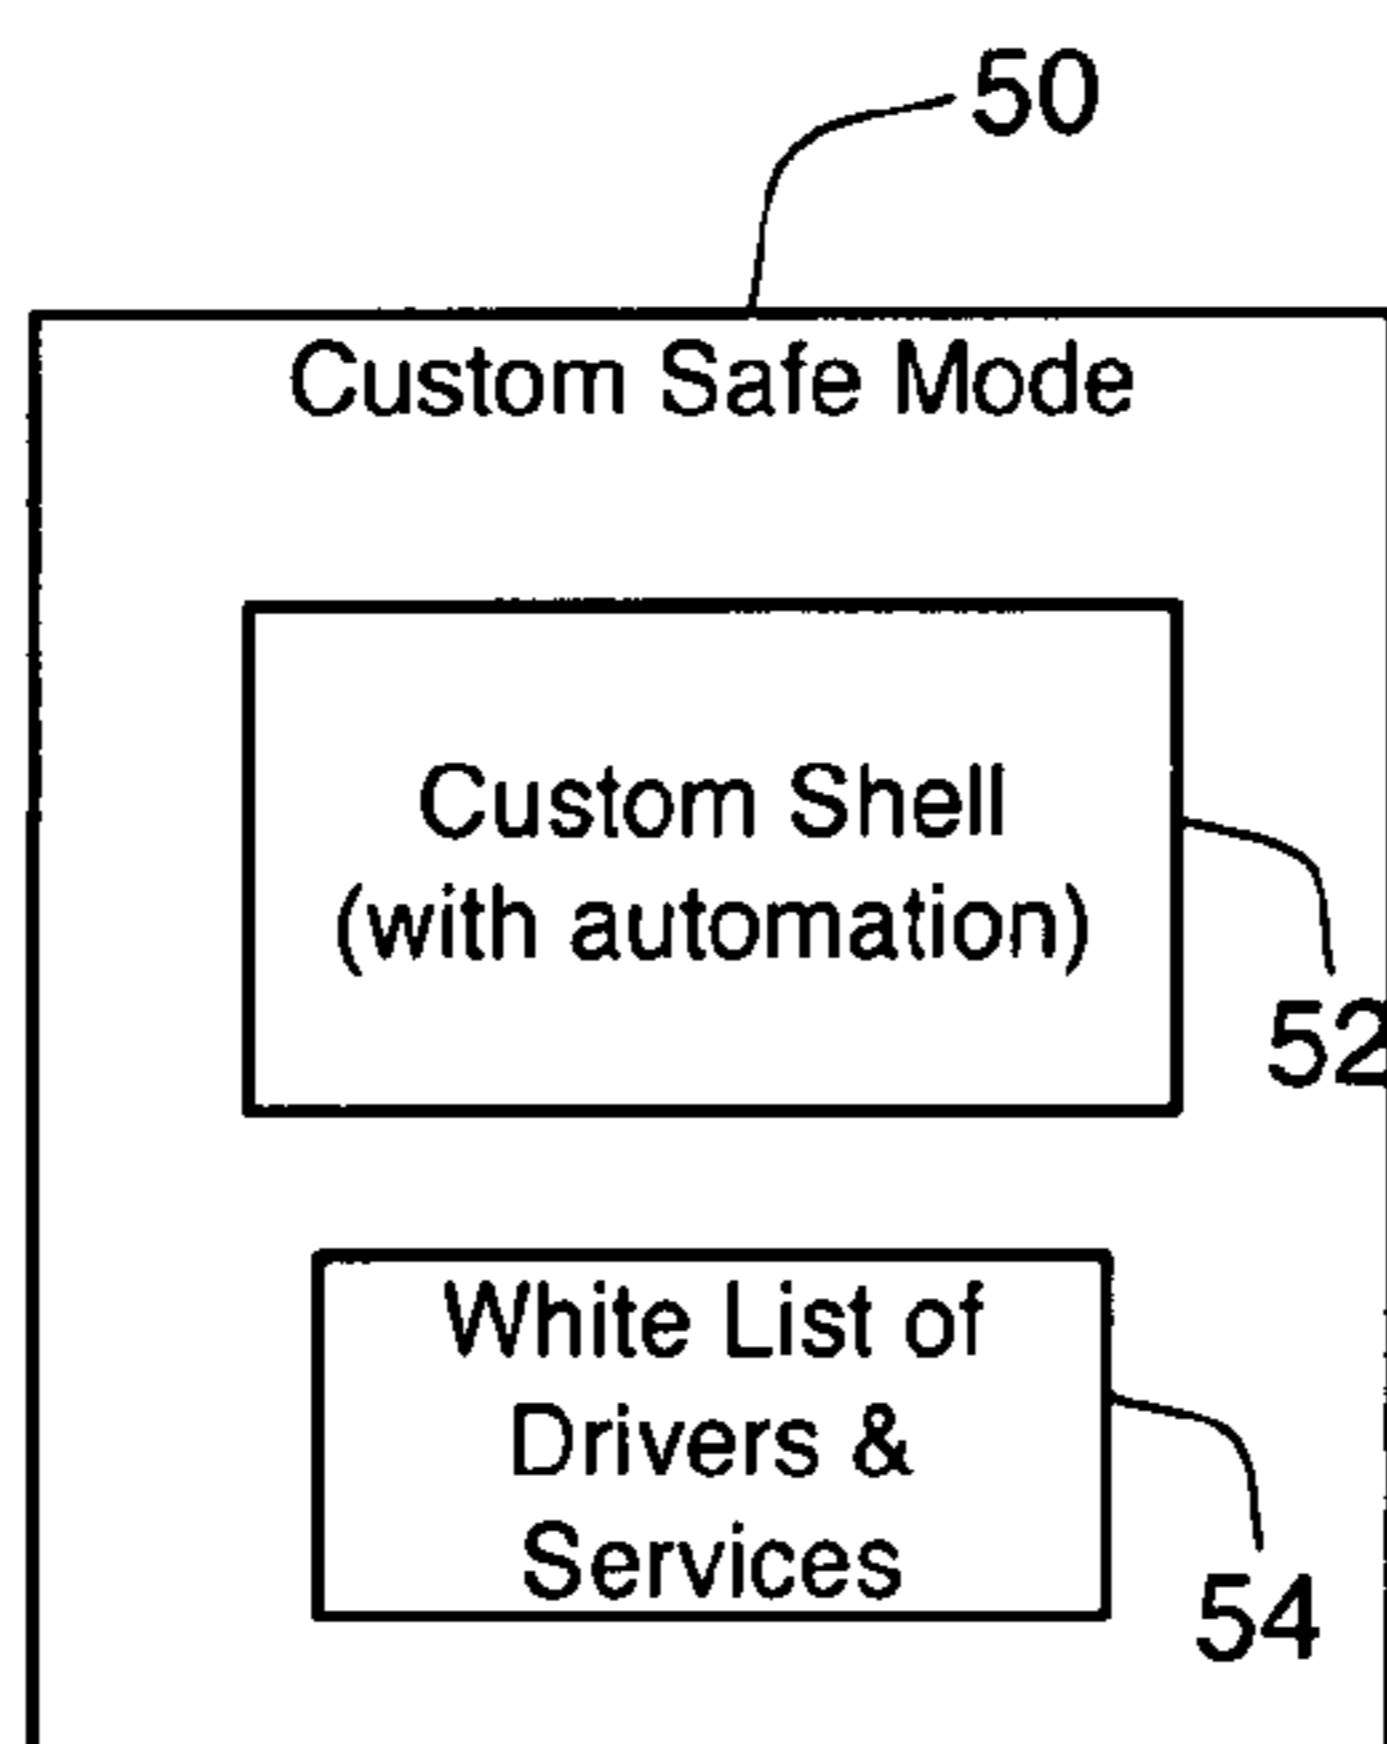 50
Custom Safe Mode
Custom Shell
(with automation)
52
White List of
Drivers &
Services
54